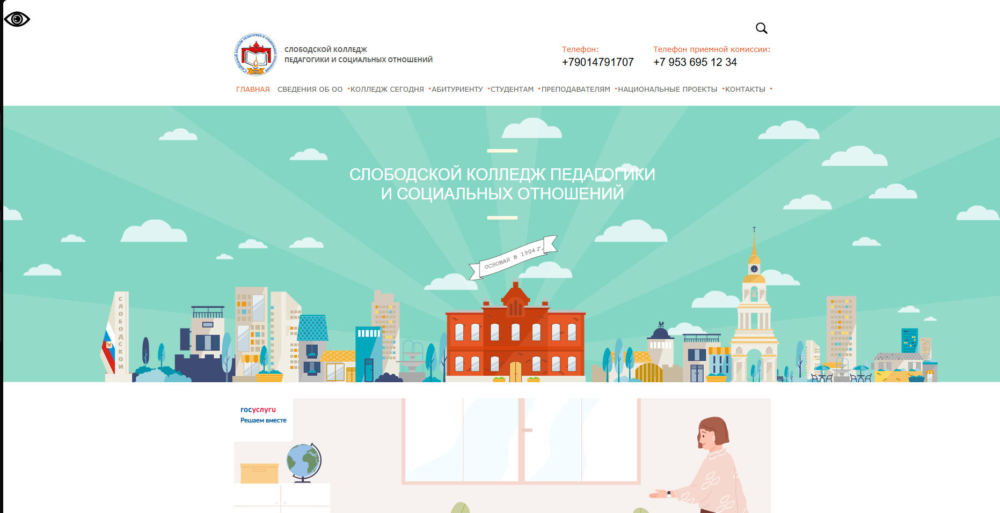 СЛОБОДСКОЙ КОЛЛЕДЖ
ПЕДАГОГИКИ И СОЦИАЛЬНЫХ ОТНОШЕНИЙ
Телефон:
+79014791707
Телефон приемной комиссии:
+7 953 695 12 34
ГЛАВНАЯ СВЕДЕНИЯ ОБ ОО КОЛЛЕДЖ СЕГОДНЯ АБИТУРИЕНТУ СТУДЕНТАМ ПРЕПОДАВАТЕЛЯМ НАЦИОНАЛЬНЫЕ ПРОЕКТЫ КОНТАКТЫ
СЛОБОДСКОЙ КОЛЛЕДЖ ПЕДАГОГИКИ
И СОЦИАЛЬНЫХ ОТНОШЕНИЙ
ОСНОВАН В 1904 Г.
СЛОБОДСКОЙ
госуслуги
Решаем вместе